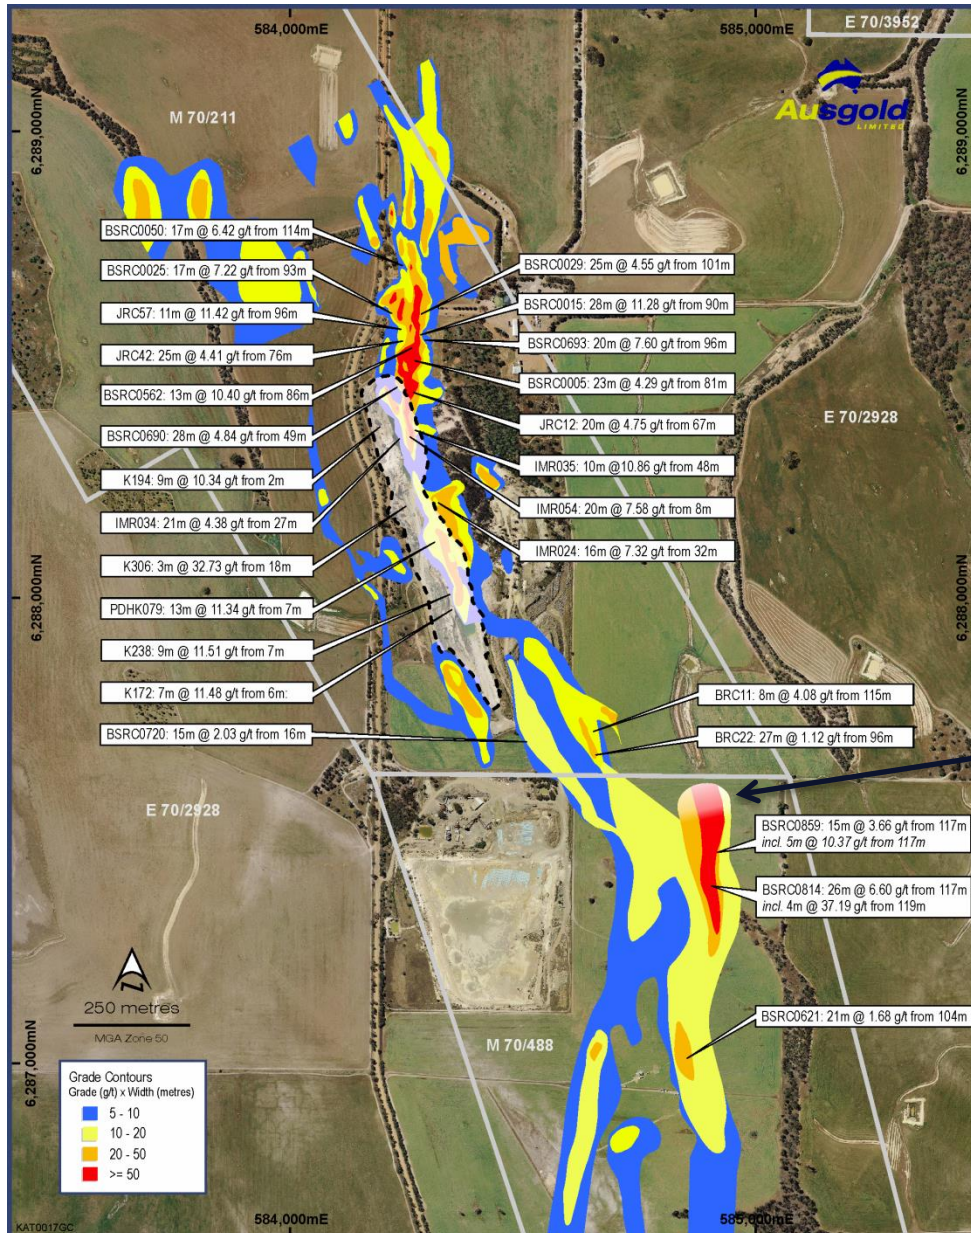 584,000mE
585,000mE
E 70/3952
Ausgold
LIMITED
M 70/211
6,289,000mN
6,289,000mN
BSRC0050: 17m @ 6.42 g/t from 114m
BSRC0025: 17m @ 7.22 g/t from 93m
JRC57: 11m @ 11.42 g/t from 96m
JRC42: 25m @ 4.41 g/t from 76m
BSRC0562: 13m @ 10.40 g/t from 86m
BSRC0690: 28m @ 4.84 g/t from 49m
K194: 9m @ 10.34 g/t from 2m
IMR034: 21m @ 4.38 g/t from 27m
K306: 3m @ 32.73 g/t from 18m
PDHK079: 13m @ 11.34 g/t from 7m
K238: 9m @ 11.51 g/t from 7m
K172: 7m @ 11.48 g/t from 6m:
BSRC0720: 15m @ 2.03 g/t from 16m
BSRC0029: 25m @ 4.55 g/t from 101m
BSRC0015: 28m @ 11.28 g/t from 90m
BSRC0693: 20m @ 7.60 g/t from 96m
BSRC0005: 23m @ 4.29 g/t from 81m
JRC12: 20m @ 4.75 g/t from 67m
IMR035: 10m @10.86 g/t from 48m
IMR054: 20m @ 7.58 g/t from 8m
IMR024: 16m @ 7.32 g/t from 32m
E 70/2928
6,288,000mN
6,288,000mN
BRC11: 8m @ 4.08 g/t from 115m
BRC22: 27m @ 1.12 g/t from 96m
E 70/2928
BSRC0859: 15m @ 3.66 g/t from 117m
incl. 5m @ 10.37 g/t from 117m
BSRC0814: 26m @ 6.60 g/t from 117m
incl. 4m @ 37.19 g/t from 119m
BSRC0621: 21m @ 1.68 g/t from 104m
N
250 metres
MGA Zone 50
M 70/488
6,287,000mN
Grade Contours
Grade (g/t) x Width (metres)
5 - 10
10 - 20
20 - 50
>= 50
KAT0017GC
584,000mE
585,000mE